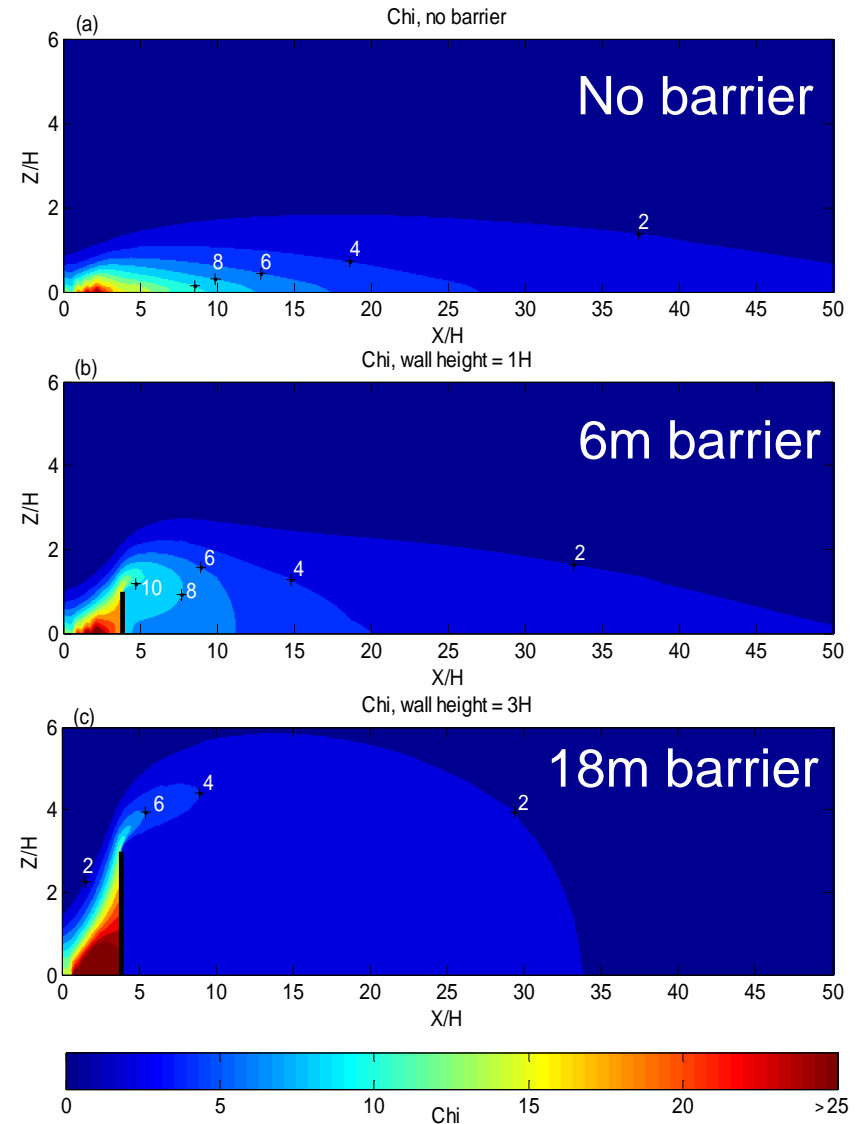 (a)
Chi, no barrier
No barrier
6
4
2
0
Z/H
8
6
4
2
0 5 10 15 20 25 30 35 40 45 50
X/H
(b)
Chi, wall height = 1H
6m barrier
6
4
2
0
Z/H
10
8
6
4
2
0 5 10 15 20 25 30 35 40 45 50
X/H
(c)
Chi, wall height = 3H
18m barrier
6
4
2
0
Z/H
2
6
4
2
0 5 10 15 20 25 30 35 40 45 50
X/H
0 5 10 15 20 >25
Chi